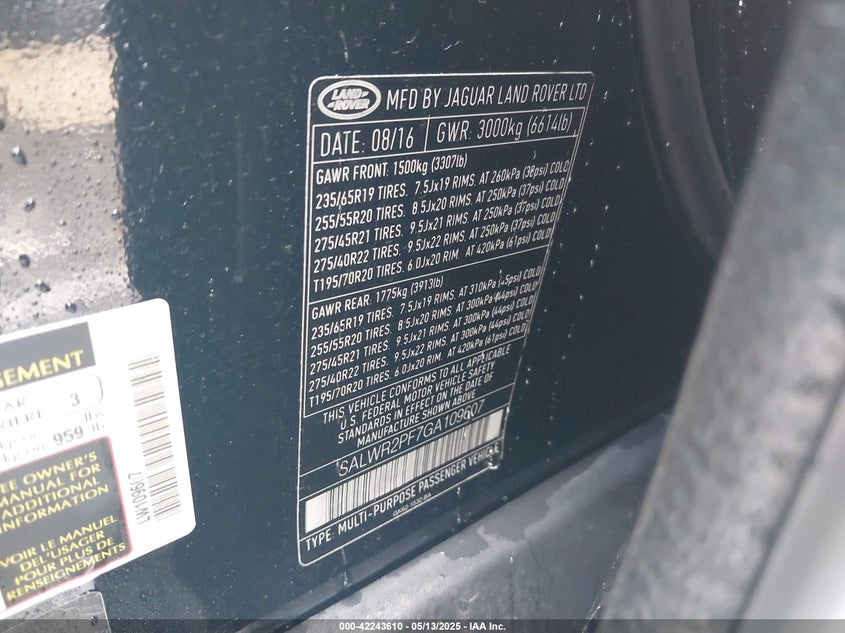 LAND
ROVER
MFD BY JAGUAR LAND ROVER LTD
DATE: 08/16
GWR: 3000kg (6614lb)
GAWR FRONT: 1500kg (3307lb)
235/65R19 TIRES. 7.5Jx19 RIMS. AT 260kPa (38psi) COLD
255/55R20 TIRES. 8.5Jx20 RIMS. AT 250kPa (37psi) COLD
275/45R21 TIRES. 9.5Jx21 RIMS. AT 250kPa (37psi) COLD
275/40R22 TIRES. 9.5Jx22 RIMS. AT 250kPa (37psi) COLD
T195/70R20 TIRES. 6.0Jx20 RIM. AT 420kPa (61psi) COLD
GAWR REAR: 1775kg (3913lb)
235/65R19 TIRES. 7.5Jx19 RIMS. AT 310kPa (45psi) COLD
255/55R20 TIRES. 8.5Jx20 RIMS. AT 300kPa (44psi) COLD
275/45R21 TIRES. 9.5Jx21 RIMS. AT 300kPa (44psi) COLD
275/40R22 TIRES. 9.5Jx22 RIMS. AT 300kPa (44psi) COLD
T195/70R20 TIRES. 6.0Jx20 RIM. AT 420kPa (61psi) COLD
THIS VEHICLE CONFORMS TO ALL APPLICABLE
U.S. FEDERAL MOTOR VEHICLE SAFETY
STANDARDS IN EFFECT ON THE DATE OF
MANUFACTURE SHOWN ABOVE
SALWR2PF7GA109607
TYPE: MULTI-PURPOSE PASSENGER VEHICLE
GK62-1532-BA
GEMENT
AR
RIÈRE 3
959 lb
lbs
EE OWNER'S
MANUAL FOR
ADDITIONAL
INFORMATION
VOIR LE MANUEL
DE L'USAGER
POUR PLUS DE
RENSEIGNEMENTS
000-42243610 - 05/13/2025 - IAA Inc.